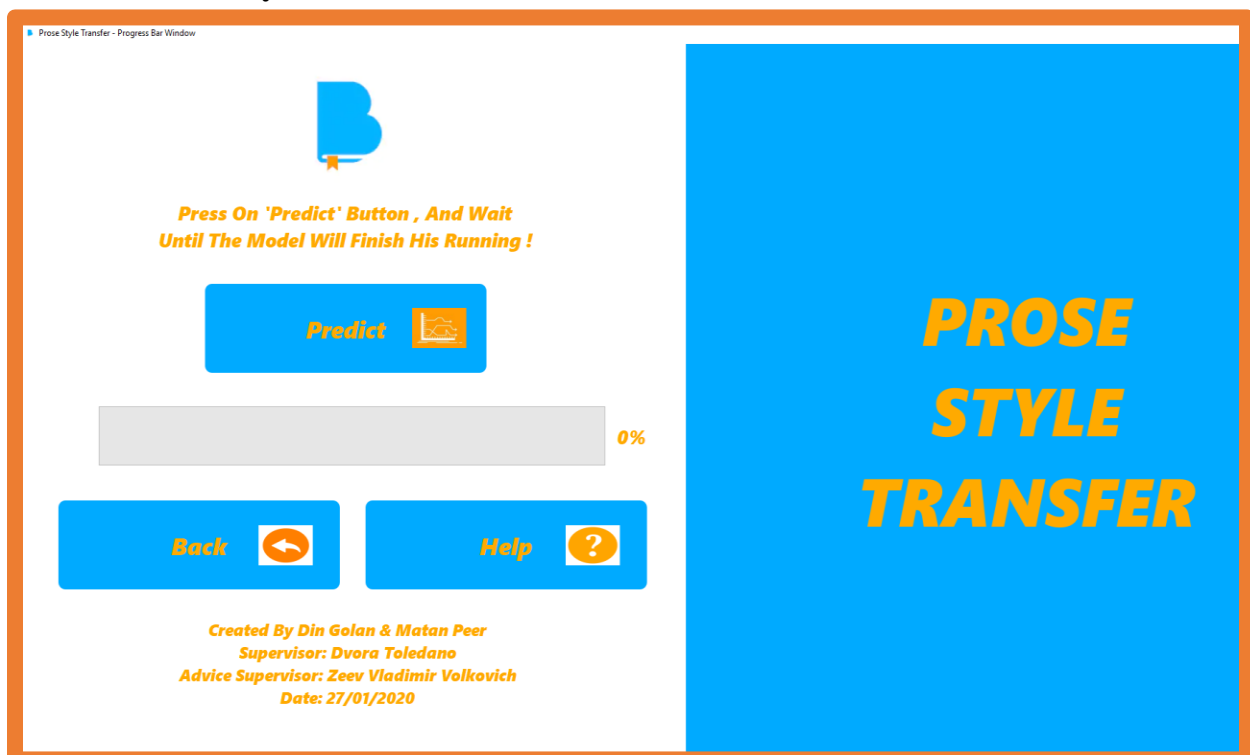 Prose Style Transfer - Progress Bar Window
Press On 'Predict' Button , And Wait
Until The Model Will Finish His Running !
Predict
0%
Back
Help
?
Created By Din Golan & Matan Peer
Supervisor: Dvora Toledano
Advice Supervisor: Zeev Vladimir Volkovich
Date: 27/01/2020
PROSE
STYLE
TRANSFER